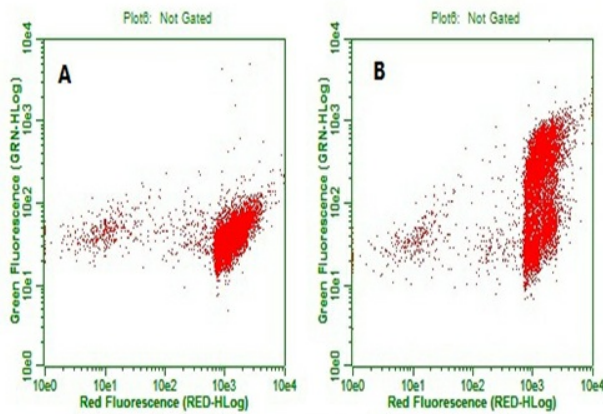 Plot6: Not Gated
A
Green Fluorescence (GRN-HLog)
10e4
10e3
10e2
10e1
10e0
10e0 10e1 10e2 10e3 10e4
Red Fluorescence (RED-HLog)
Plot6: Not Gated
B
Green Fluorescence (GRN-HLog)
10e4
10e3
10e2
10e1
10e0
10e0 10e1 10e2 10e3 10e4
Red Fluorescence (RED-HLog)